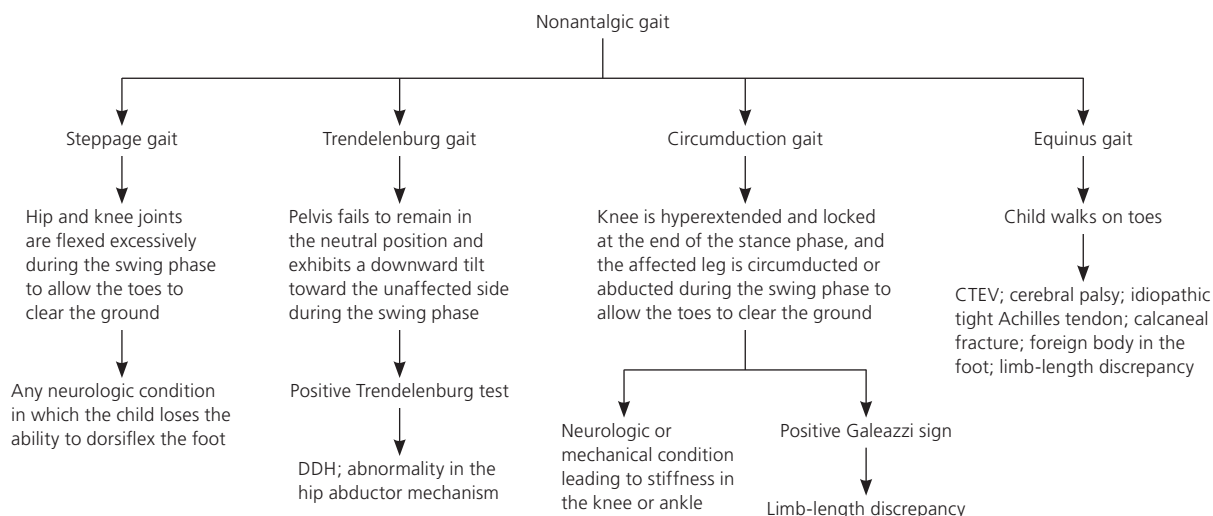 Nonantalgic gait
Steppage gait
Trendelenburg gait
Circumduction gait
Equinus gait
Hip and knee joints
are flexed excessively
during the swing phase
to allow the toes to
clear the ground
Pelvis fails to remain in
the neutral position and
exhibits a downward tilt
toward the unaffected side
during the swing phase
Knee is hyperextended and locked
at the end of the stance phase, and
the affected leg is circumducted or
abducted during the swing phase to
allow the toes to clear the ground
Child walks on toes
CTEV; cerebral palsy; idiopathic
tight Achilles tendon; calcaneal
fracture; foreign body in the
foot; limb-length discrepancy
Any neurologic condition
in which the child loses the
ability to dorsiflex the foot
Positive Trendelenburg test
DDH; abnormality in the
hip abductor mechanism
Neurologic or
mechanical condition
leading to stiffness in
the knee or ankle
Positive Galeazzi sign
Limb-length discrepancy